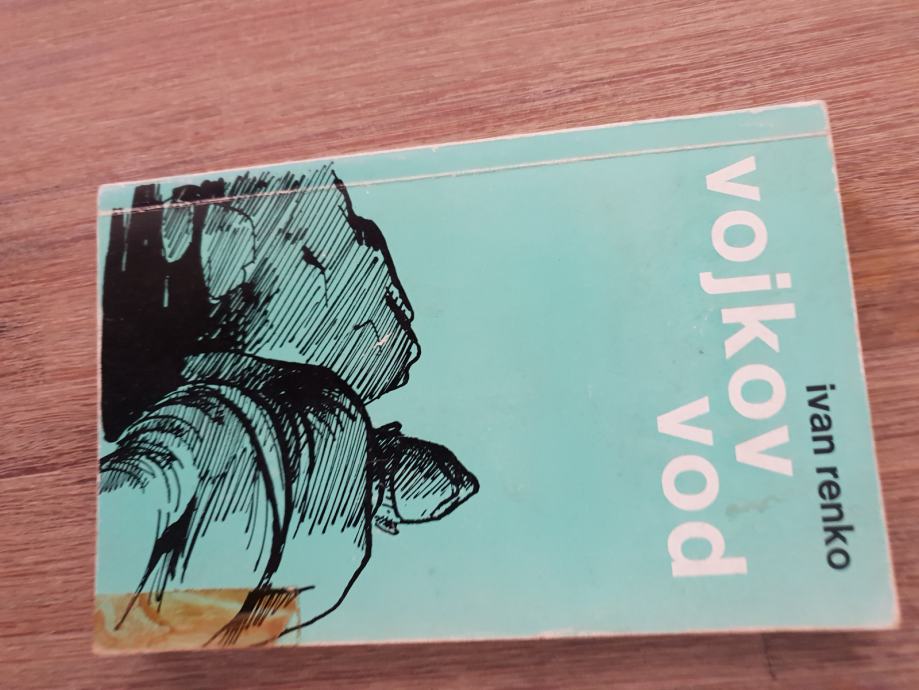 ivan renko
vojkov
vod